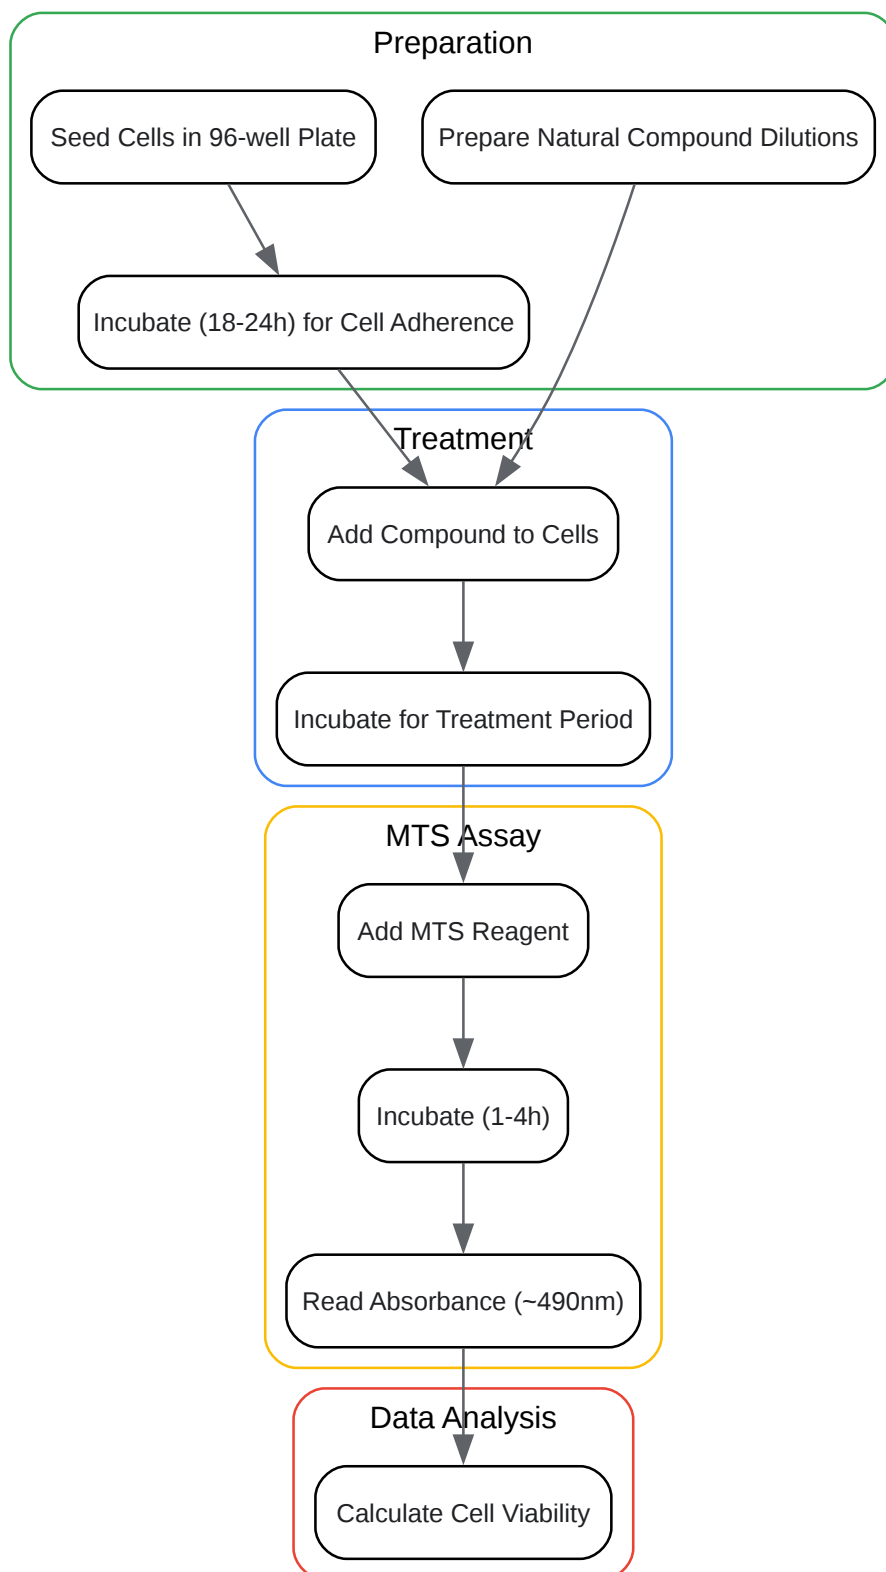 Preparation
Seed Cells in 96-well Plate
Prepare Natural Compound Dilutions
Incubate (18-24h) for Cell Adherence
Treatment
Add Compound to Cells
Incubate for Treatment Period
MTS Assay
Add MTS Reagent
Incubate (1-4h)
Read Absorbance (~490nm)
Data Analysis
Calculate Cell Viability